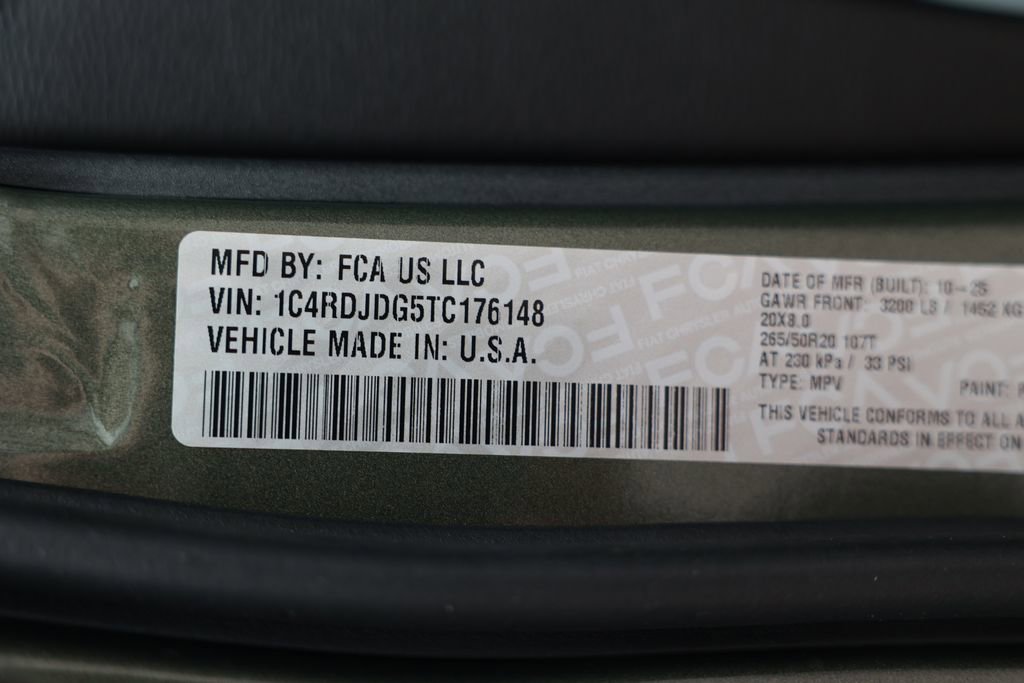 MFD BY: FCA US LLC
VIN: 1C4RDJDG5TC176148
VEHICLE MADE IN: U.S.A.
DATE OF MFR (BUILT): 10-25
GAWR FRONT: 3200 LB / 1452 KG
20X8.0
265/50R20 107T
AT 230 kPa / 33 PSI
TYPE: MPV
PAINT:
THIS VEHICLE CONFORMS TO ALL A
STANDARDS IN EFFECT ON